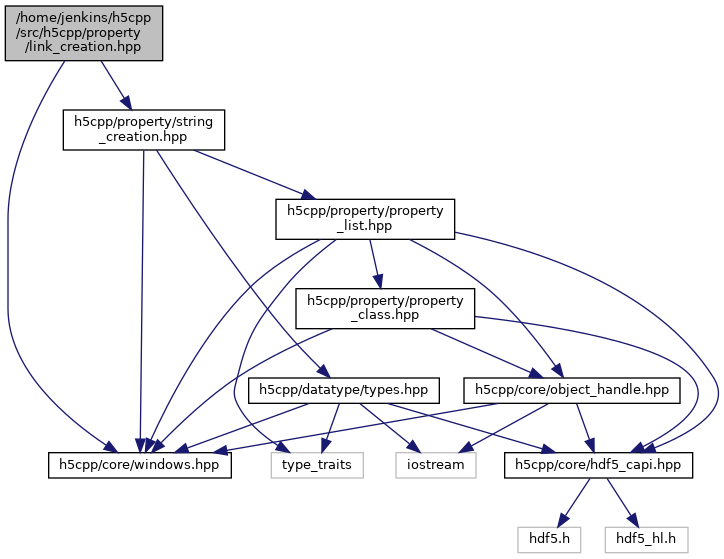 /home/jenkins/h5cpp
/src/h5cpp/property
/link_creation.hpp
h5cpp/property/string
_creation.hpp
h5cpp/property/property
_list.hpp
h5cpp/property/property
_class.hpp
h5cpp/datatype/types.hpp
h5cpp/core/object_handle.hpp
h5cpp/core/windows.hpp
type_traits
iostream
h5cpp/core/hdf5_capi.hpp
hdf5.h
hdf5_hl.h